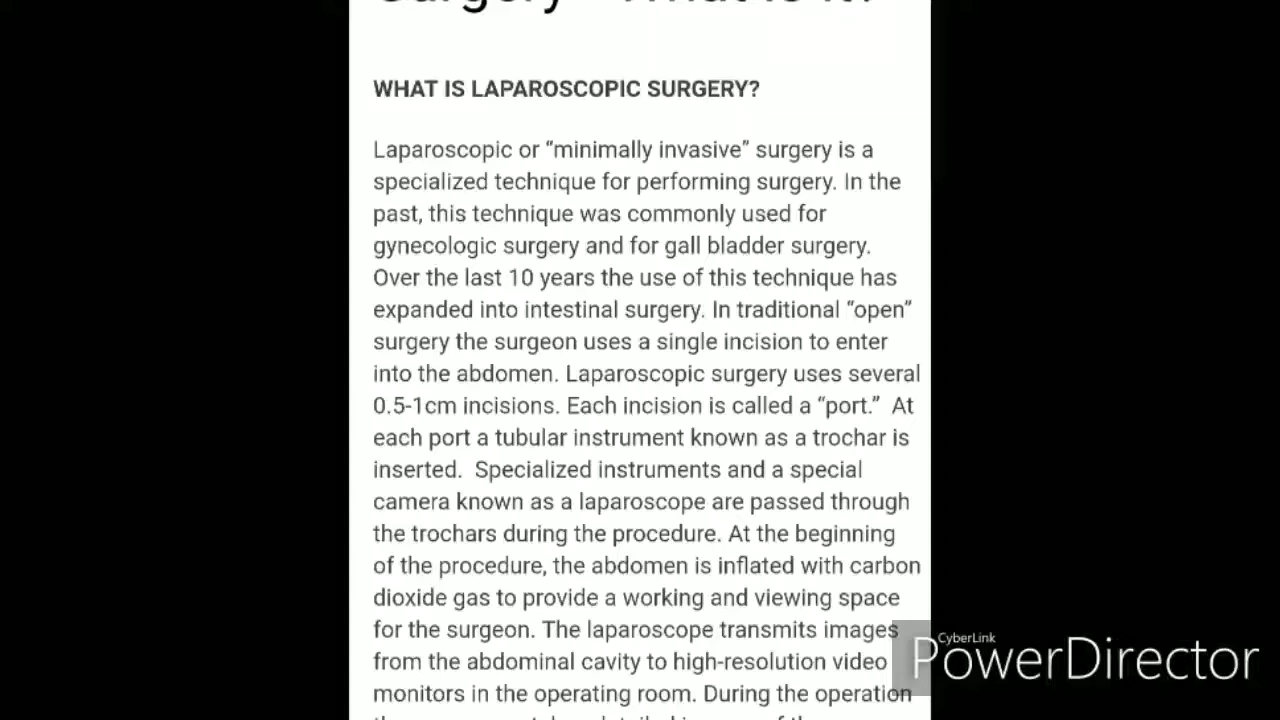 WHAT IS LAPAROSCOPIC SURGERY?
Laparoscopic or “minimally invasive” surgery is a
specialized technique for performing surgery. In the
past, this technique was commonly used for
gynecologic surgery and for gall bladder surgery.
Over the last 10 years the use of this technique has
expanded into intestinal surgery. In traditional “open”
surgery the surgeon uses a single incision to enter
into the abdomen. Laparoscopic surgery uses several
0.5-1cm incisions. Each incision is called a “port.” At
each port a tubular instrument known as a trochar is
inserted. Specialized instruments and a special
camera known as a laparoscope are passed through
the trochars during the procedure. At the beginning
of the procedure, the abdomen is inflated with carbon
dioxide gas to provide a working and viewing space
for the surgeon. The laparoscope transmits images
from the abdominal cavity to high-resolution video
monitors in the operating room. During the operation
CyberLink
PowerDirector